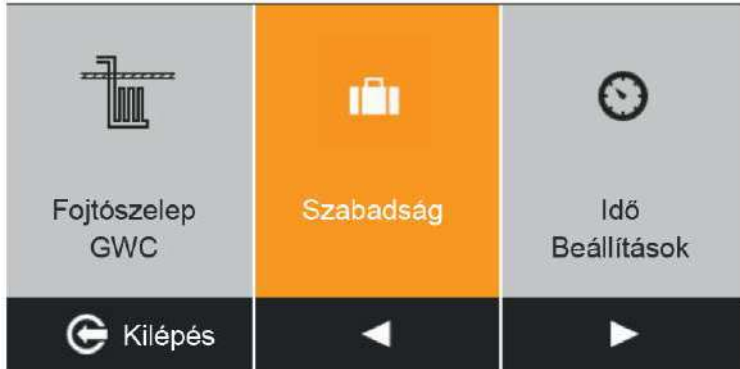 Fojtószelep
GWC
Szabadság
Idő
Beállítások
Kilépés